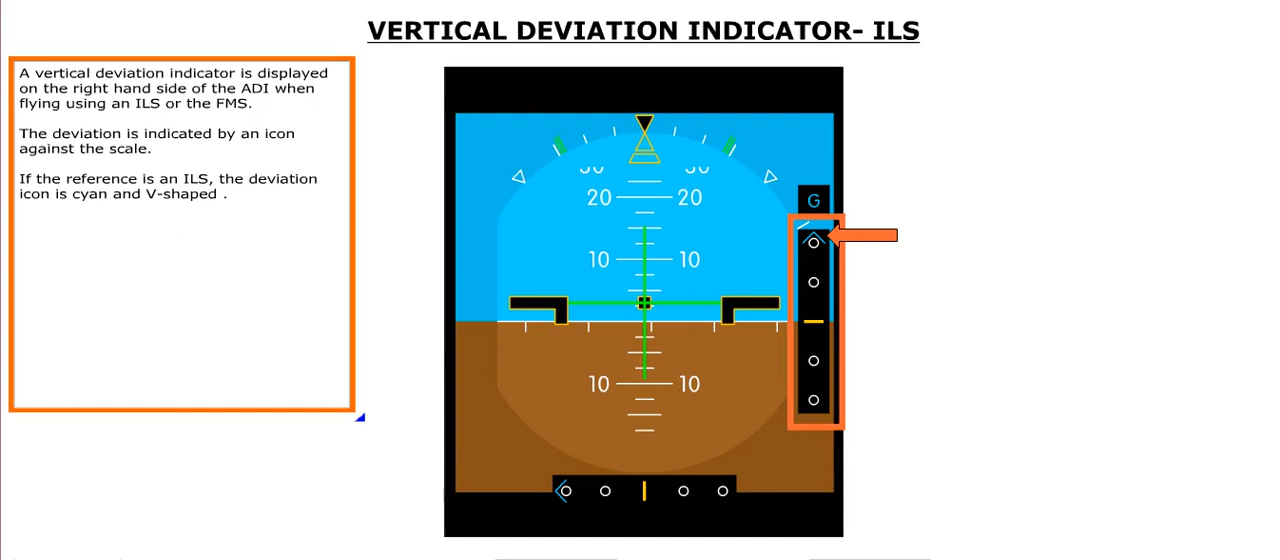 VERTICAL DEVIATION INDICATOR- ILS
A vertical deviation indicator is displayed
on the right hand side of the ADI when
flying using an ILS or the FMS.
The deviation is indicated by an icon
against the scale.
If the reference is an ILS, the deviation
icon is cyan and V-shaped .
30 30
20 20
G
10 10
10 10